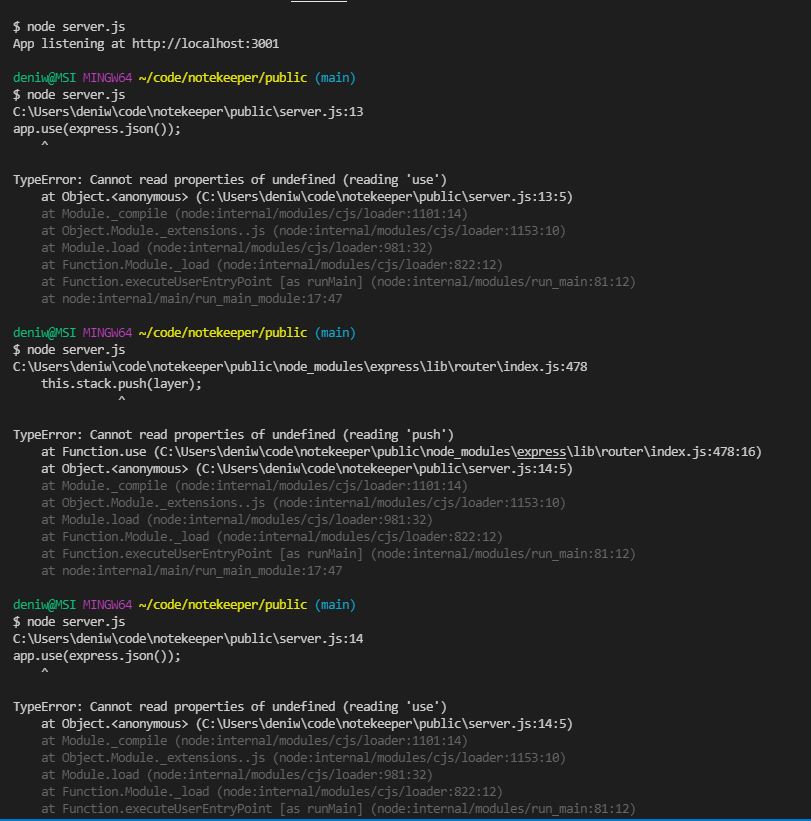 $ node server.js
App listening at http://localhost:3001
deniw@MSI MINGW64 ~/code/notekeeper/public (main)
$ node server.js
C:\Users\deniw\code\notekeeper\public\server.js:13
app.use(express.json());
    ^
TypeError: Cannot read properties of undefined (reading 'use')
    at Object.<anonymous> (C:\Users\deniw\code\notekeeper\public\server.js:13:5)
    at Module._compile (node:internal/modules/cjs/loader:1101:14)
    at Object.Module._extensions..js (node:internal/modules/cjs/loader:1153:10)
    at Module.load (node:internal/modules/cjs/loader:981:32)
    at Function.Module._load (node:internal/modules/cjs/loader:822:12)
    at Function.executeUserEntryPoint [as runMain] (node:internal/modules/run_main:81:12)
    at node:internal/main/run_main_module:17:47
deniw@MSI MINGW64 ~/code/notekeeper/public (main)
$ node server.js
C:\Users\deniw\code\notekeeper\public\node_modules\express\lib\router\index.js:478
    this.stack.push(layer);
               ^
TypeError: Cannot read properties of undefined (reading 'push')
    at Function.use (C:\Users\deniw\code\notekeeper\public\node_modules\express\lib\router\index.js:478:16)
    at Object.<anonymous> (C:\Users\deniw\code\notekeeper\public\server.js:14:5)
    at Module._compile (node:internal/modules/cjs/loader:1101:14)
    at Object.Module._extensions..js (node:internal/modules/cjs/loader:1153:10)
    at Module.load (node:internal/modules/cjs/loader:981:32)
    at Function.Module._load (node:internal/modules/cjs/loader:822:12)
    at Function.executeUserEntryPoint [as runMain] (node:internal/modules/run_main:81:12)
    at node:internal/main/run_main_module:17:47
deniw@MSI MINGW64 ~/code/notekeeper/public (main)
$ node server.js
C:\Users\deniw\code\notekeeper\public\server.js:14
app.use(express.json());
    ^
TypeError: Cannot read properties of undefined (reading 'use')
    at Object.<anonymous> (C:\Users\deniw\code\notekeeper\public\server.js:14:5)
    at Module._compile (node:internal/modules/cjs/loader:1101:14)
    at Object.Module._extensions..js (node:internal/modules/cjs/loader:1153:10)
    at Module.load (node:internal/modules/cjs/loader:981:32)
    at Function.Module._load (node:internal/modules/cjs/loader:822:12)
    at Function.executeUserEntryPoint [as runMain] (node:internal/modules/run_main:81:12)